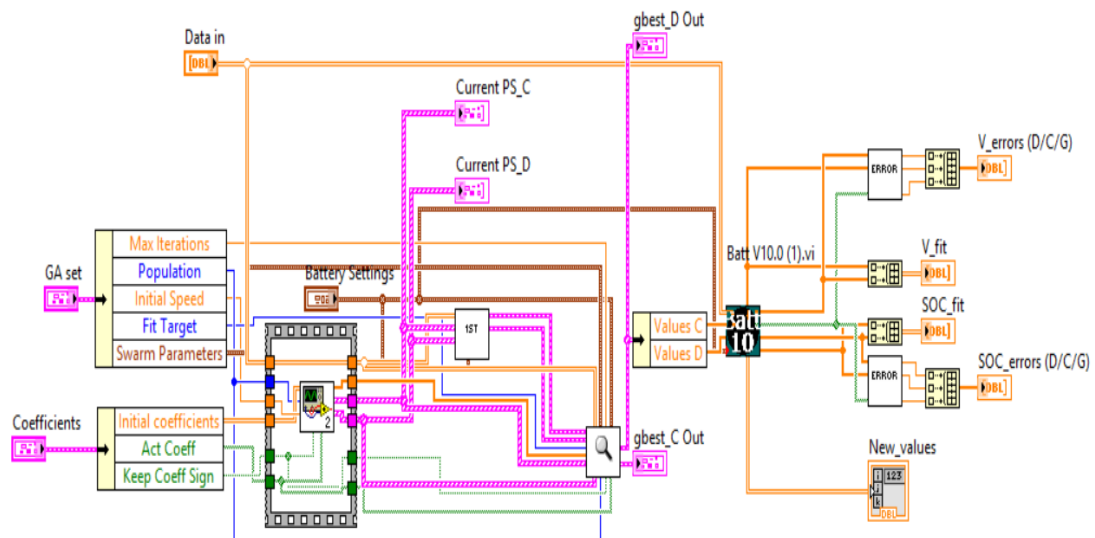 gbest_D Out
Data in
[DBL]
Current PS_C
Current PS_D
V_errors (D/C/G)
ERROR
DBL]
Max Iterations
Population
Initial Speed
Fit Target
Swarm Parameters
GA set
Battery Settings
1ST
Batt V10.0 (1).vi
V_fit
DBL]
Values C
Values D
Batt
10
SOC_fit
DBL]
ERROR
SOC_errors (D/C/G)
DBL]
Coefficients
Initial coefficients
Act Coeff
Keep Coeff Sign
2
gbest_C Out
New_values
i
j
k
123
DBL